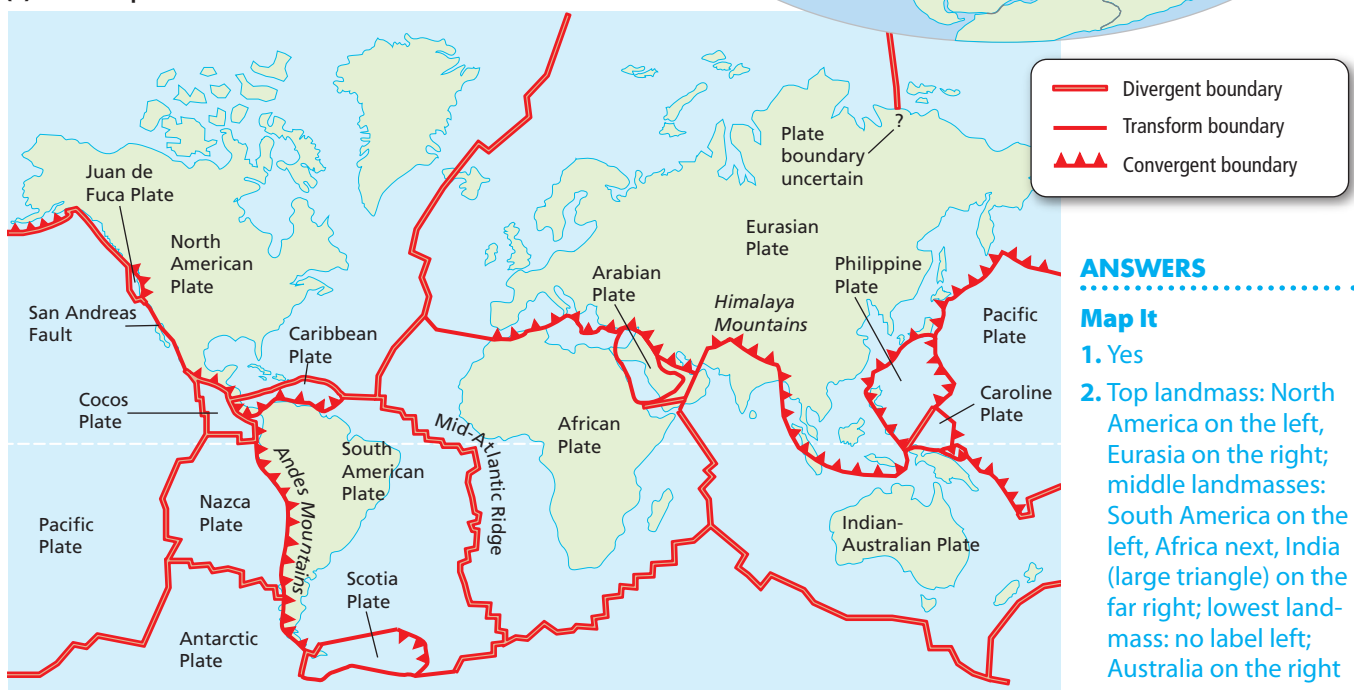 Divergent boundary
Transform boundary
Convergent boundary
?
Plate
boundary
uncertain
Juan de
Fuca Plate
North
American
Plate
Eurasian
Plate
Arabian
Plate
Himalaya
Mountains
Philippine
Plate
Pacific
Plate
San Andreas
Fault
Caribbean
Plate
Cocos
Plate
Caroline
Plate
African
Plate
Mid-Atlantic Ridge
South
American
Plate
Andes Mountains
Nazca
Plate
Pacific
Plate
Indian-
Australian Plate
Scotia
Plate
Antarctic
Plate
ANSWERS
Map It
1. Yes
2. Top landmass: North
America on the left,
Eurasia on the right;
middle landmasses:
South America on the
left, Africa next, India
(large triangle) on the
far right; lowest land-
mass: no label left;
Australia on the right